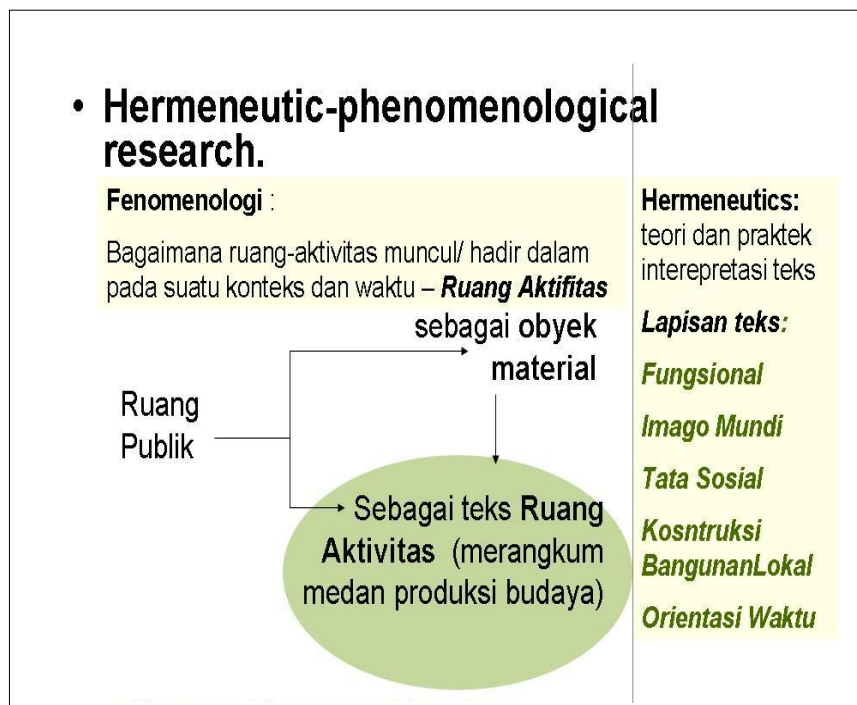 • Hermeneutic-phenomenological
research.
Fenomenologi :
Bagaimana ruang-aktivitas muncul/ hadir dalam
pada suatu konteks dan waktu – Ruang Aktifitas
sebagai obyek
material
Ruang
Publik
Sebagai teks Ruang
Aktivitas (merangkum
medan produksi budaya)
Hermeneutics:
teori dan praktek
interepretasi teks
Lapisan teks:
Fungsional
Imago Mundi
Tata Sosial
Kosntruksi
BangunanLokal
Orientasi Waktu